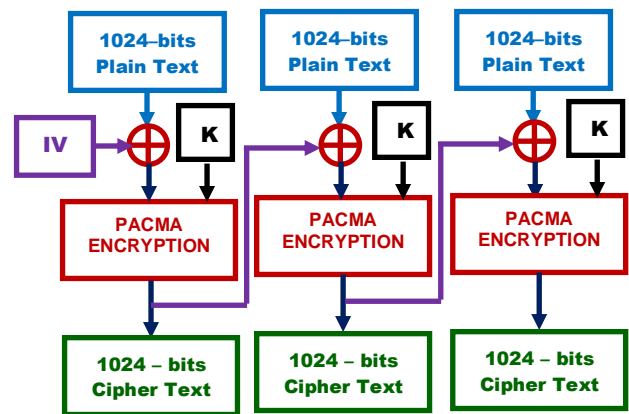 1024–bits
Plain Text
1024–bits
Plain Text
1024–bits
Plain Text
IV
K
K
K
PACMA
ENCRYPTION
PACMA
ENCRYPTION
PACMA
ENCRYPTION
1024 – bits
Cipher Text
1024 – bits
Cipher Text
1024 – bits
Cipher Text